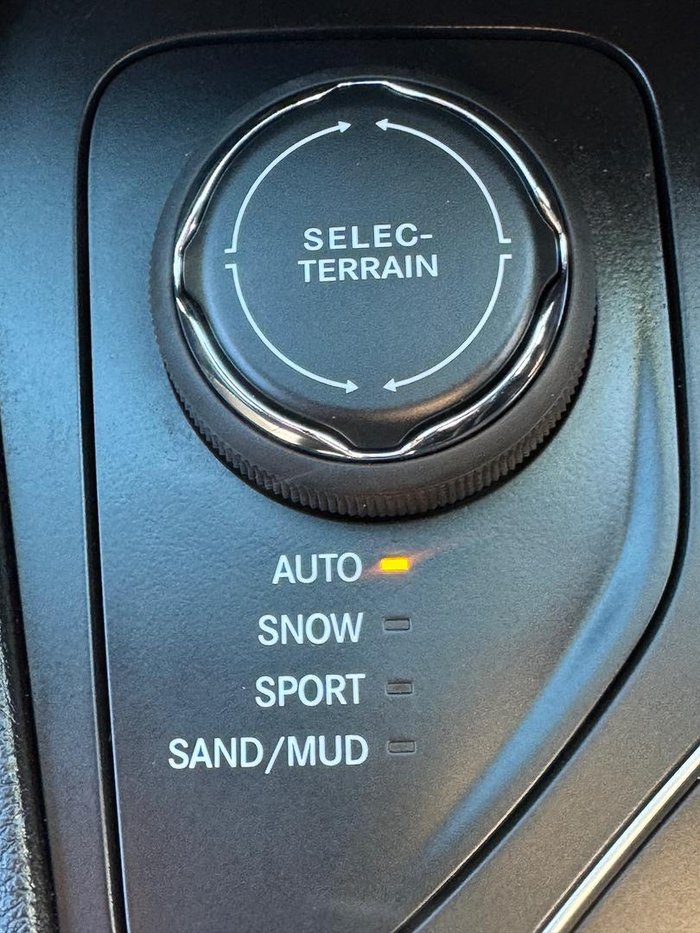 SELEC-
TERRAIN
AUTO
SNOW
SPORT
SAND/MUD